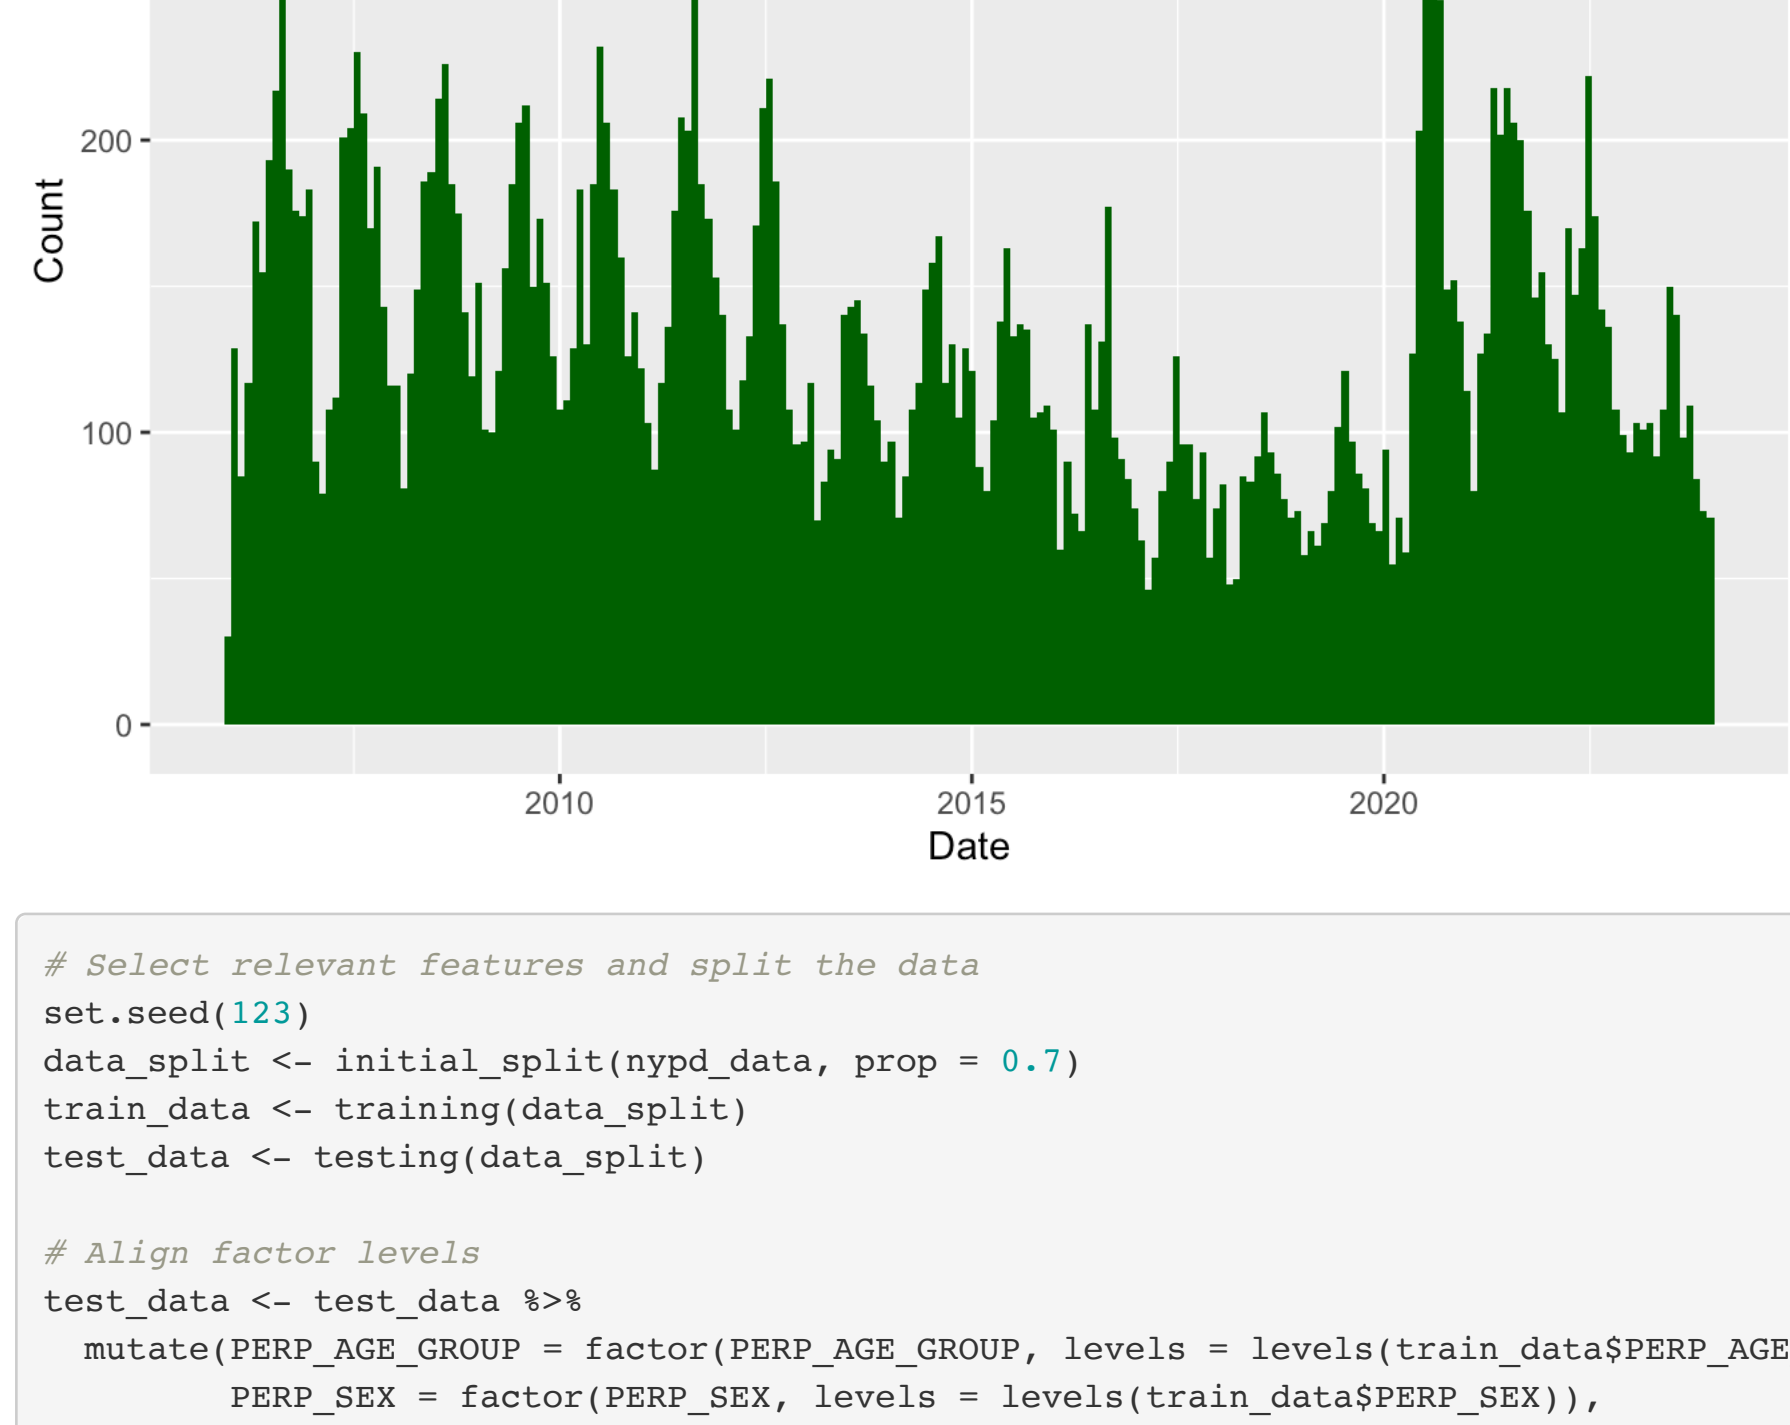 200
Count
100
0
2010 2015 2020
Date
# Select relevant features and split the data
set.seed(123)
data_split <- initial_split(nypd_data, prop = 0.7)
train_data <- training(data_split)
test_data <- testing(data_split)
# Align factor levels
test_data <- test_data %>%
  mutate(PERP_AGE_GROUP = factor(PERP_AGE_GROUP, levels = levels(train_data$PERP_AGE
         PERP_SEX = factor(PERP_SEX, levels = levels(train_data$PERP_SEX)),